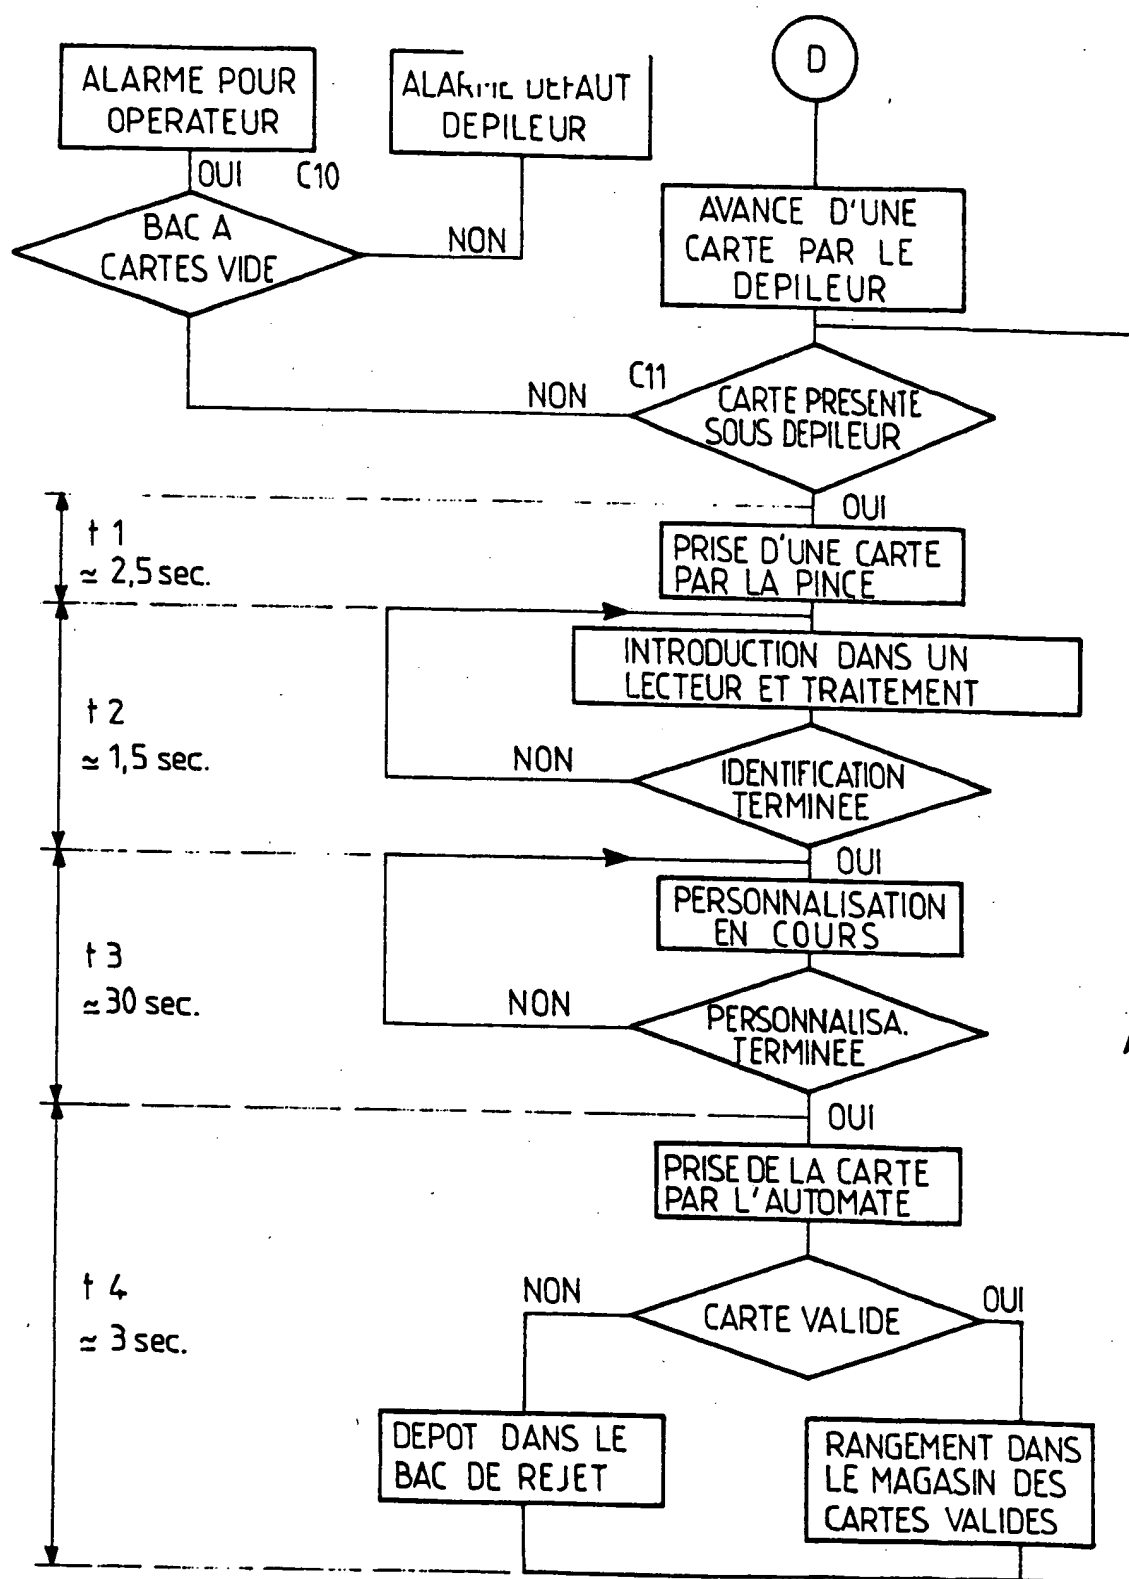 ALARME POUR
OPERATEUR
ALARME DEFAUT
DEPILEUR
D
OUI
C10
AVANCE D'UNE
CARTE PAR LE
DEPILEUR
BAC A
CARTES VIDE
NON
C11
NON
CARTE PRESENTE
SOUS DEPILEUR
OUI
t 1
≃ 2,5 sec.
PRISE D'UNE CARTE
PAR LA PINCE
INTRODUCTION DANS UN
LECTEUR ET TRAITEMENT
t 2
≃ 1,5 sec.
NON
IDENTIFICATION
TERMINEE
OUI
PERSONNALISATION
EN COURS
t 3
≃ 30 sec.
NON
PERSONNALISA.
TERMINEE
OUI
PRISE DE LA CARTE
PAR L'AUTOMATE
t 4
≃ 3 sec.
NON
CARTE VALIDE
OUI
DEPOT DANS LE
BAC DE REJET
RANGEMENT DANS
LE MAGASIN DES
CARTES VALIDES